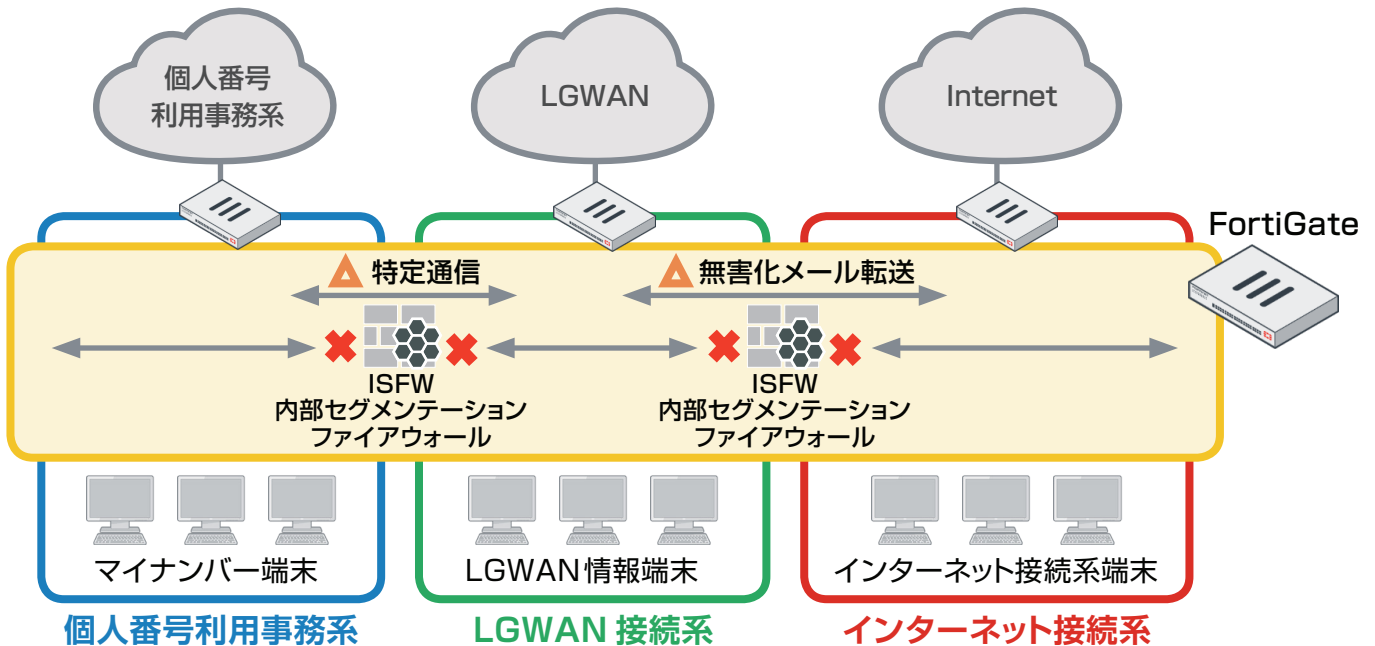 個人番号
利用事務系
LGWAN
Internet
FortiGate
特定通信
無害化メール転送
ISFW
内部セグメンテーション
ファイアウォール
ISFW
内部セグメンテーション
ファイアウォール
マイナンバー端末
LGWAN情報端末
インターネット接続系端末
個人番号利用事務系
LGWAN 接続系
インターネット接続系